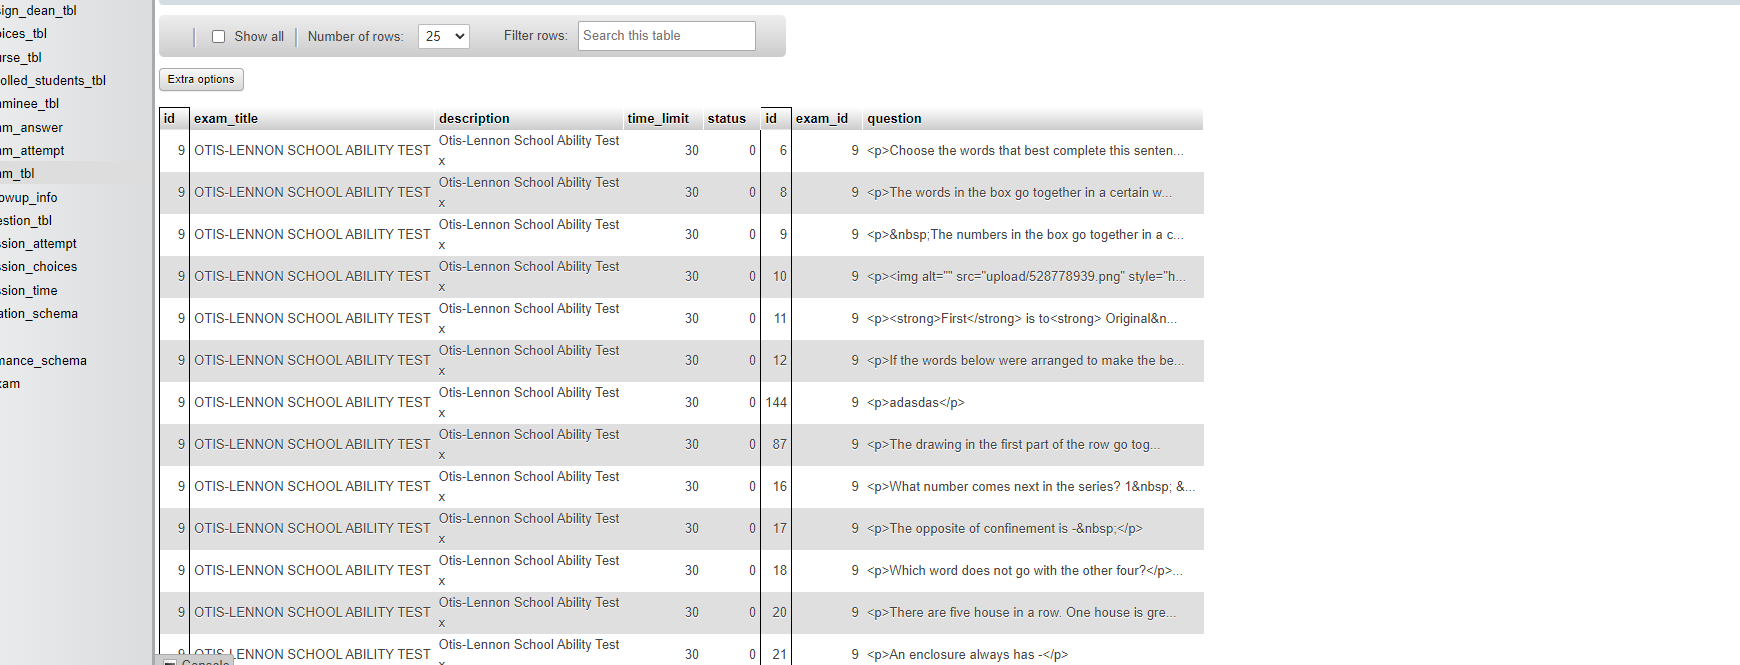 ign_dean_tbl
ices_tbl
rse_tbl
olled_students_tbl
minee_tbl
m_answer
m_attempt
m_tbl
owup_info
estion_tbl
ssion_attempt
ssion_choices
ssion_time
ation_schema
mance_schema
xam
Show all Number of rows: 25 Filter rows: Search this table
Extra options
id exam_title description time_limit status id exam_id question
9 OTIS-LENNON SCHOOL ABILITY TEST Otis-Lennon School Ability Test x 30 0 6 9 <p>Choose the words that best complete this senten...
9 OTIS-LENNON SCHOOL ABILITY TEST Otis-Lennon School Ability Test x 30 0 8 9 <p>The words in the box go together in a certain w...
9 OTIS-LENNON SCHOOL ABILITY TEST Otis-Lennon School Ability Test x 30 0 9 9 <p>&nbsp;The numbers in the box go together in a c...
9 OTIS-LENNON SCHOOL ABILITY TEST Otis-Lennon School Ability Test x 30 0 10 9 <p><img alt="" src="upload/528778939.png" style="h...
9 OTIS-LENNON SCHOOL ABILITY TEST Otis-Lennon School Ability Test x 30 0 11 9 <p><strong>First</strong> is to<strong> Original&n...
9 OTIS-LENNON SCHOOL ABILITY TEST Otis-Lennon School Ability Test x 30 0 12 9 <p>If the words below were arranged to make the be...
9 OTIS-LENNON SCHOOL ABILITY TEST Otis-Lennon School Ability Test x 30 0 144 9 <p>adasdas</p>
9 OTIS-LENNON SCHOOL ABILITY TEST Otis-Lennon School Ability Test x 30 0 87 9 <p>The drawing in the first part of the row go tog...
9 OTIS-LENNON SCHOOL ABILITY TEST Otis-Lennon School Ability Test x 30 0 16 9 <p>What number comes next in the series? 1&nbsp; &...
9 OTIS-LENNON SCHOOL ABILITY TEST Otis-Lennon School Ability Test x 30 0 17 9 <p>The opposite of confinement is -&nbsp;</p>
9 OTIS-LENNON SCHOOL ABILITY TEST Otis-Lennon School Ability Test x 30 0 18 9 <p>Which word does not go with the other four?</p>...
9 OTIS-LENNON SCHOOL ABILITY TEST Otis-Lennon School Ability Test x 30 0 20 9 <p>There are five house in a row. One house is gre...
9 OTIS-LENNON SCHOOL ABILITY TEST Otis-Lennon School Ability Test x 30 0 21 9 <p>An enclosure always has -</p>
Console